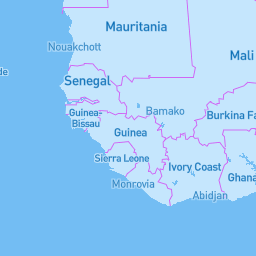 Mauritania
Nouakchott
Mali
de
Senegal
Bamako
Guinea-
Bissau
Burkina Fa
Guinea
Sierra Leone
Ivory Coast
Ghana
Monrovia
Abidjan